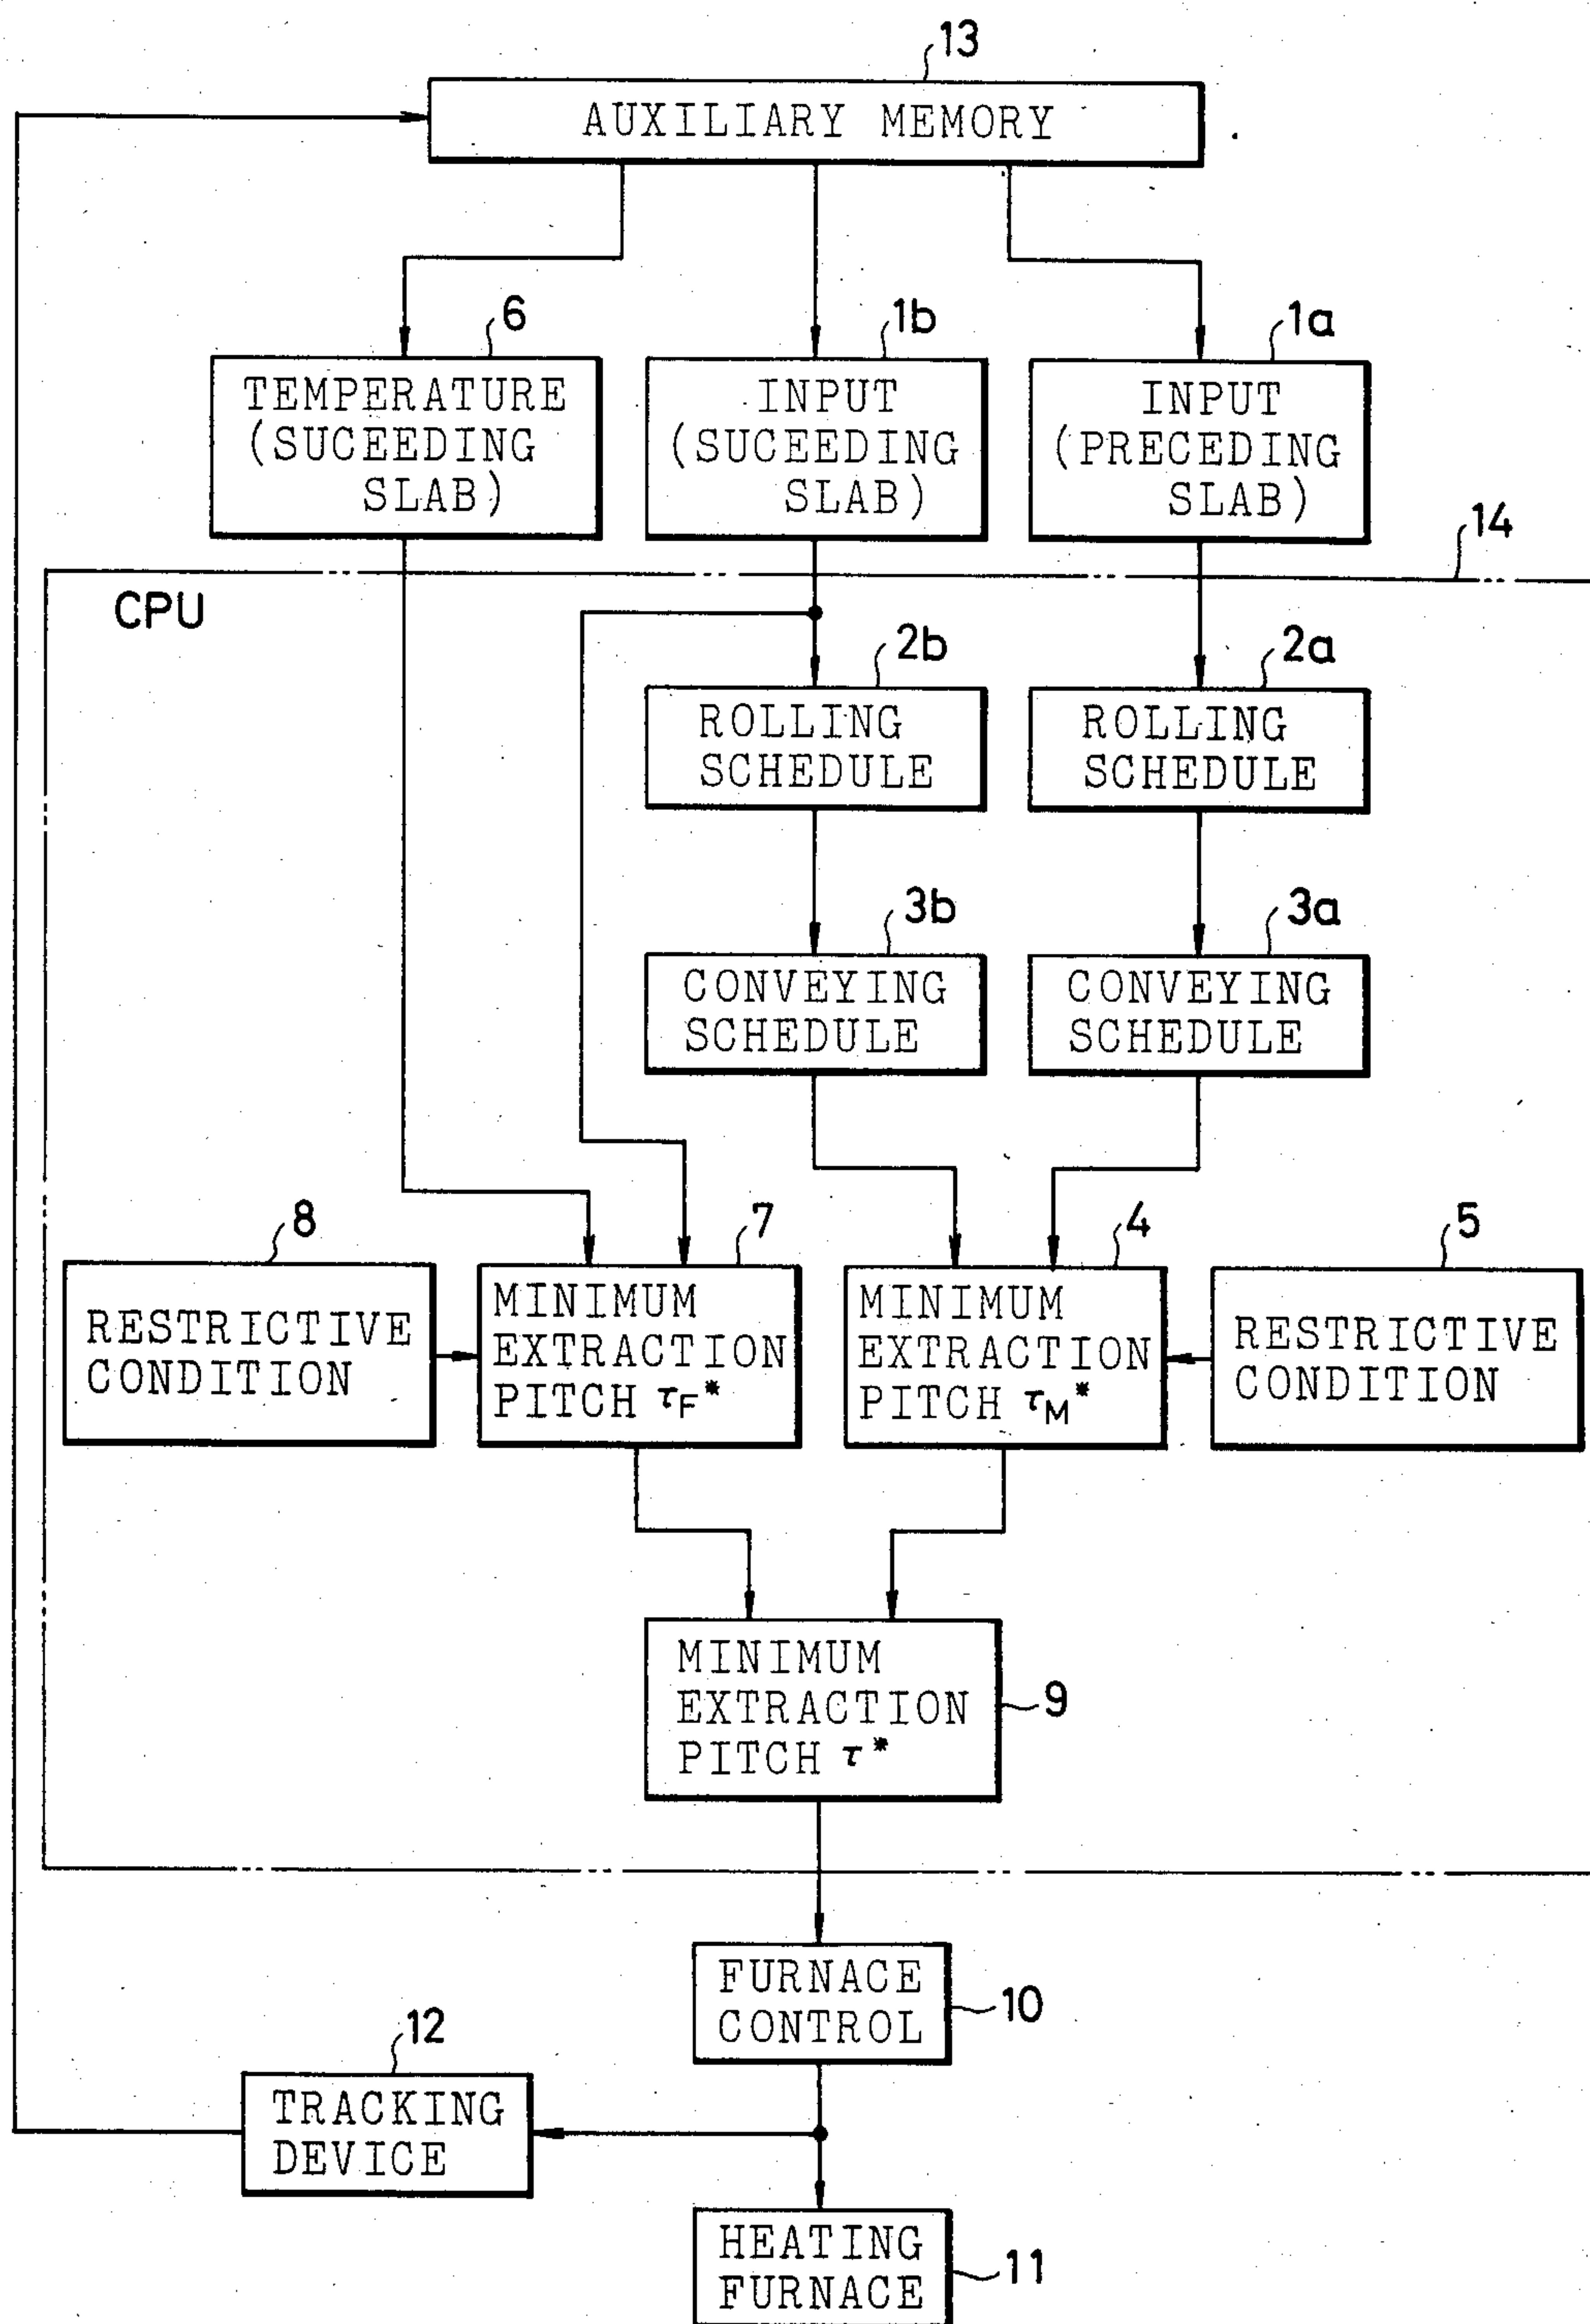 13
AUXILIARY MEMORY
6
1b
1a
TEMPERATURE
(SUCEEDING
SLAB)
INPUT
(SUCEEDING
SLAB)
INPUT
(PRECEDING
SLAB)
14
CPU
2b
2a
ROLLING
SCHEDULE
ROLLING
SCHEDULE
3b
3a
CONVEYING
SCHEDULE
CONVEYING
SCHEDULE
8
7
4
5
RESTRICTIVE
CONDITION
MINIMUM
EXTRACTION
PITCH τF*
MINIMUM
EXTRACTION
PITCH τM*
RESTRICTIVE
CONDITION
MINIMUM
EXTRACTION
PITCH τ*
9
FURNACE
CONTROL
10
12
TRACKING
DEVICE
HEATING
FURNACE
11